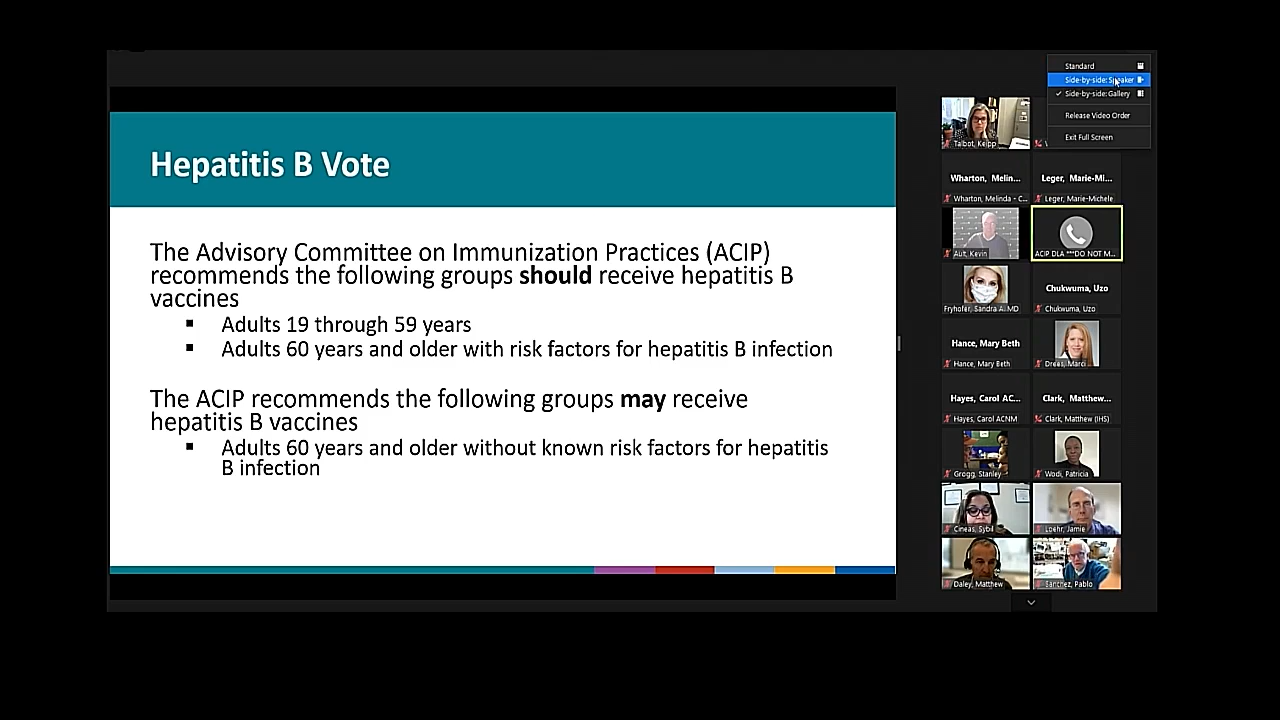 Standard
Side-by-side: Speaker
Side-by-side: Gallery
Release Video Order
Exit Full Screen
Hepatitis B Vote
The Advisory Committee on Immunization Practices (ACIP)
recommends the following groups should receive hepatitis B
vaccines
▪ Adults 19 through 59 years
▪ Adults 60 years and older with risk factors for hepatitis B infection
The ACIP recommends the following groups may receive
hepatitis B vaccines
▪ Adults 60 years and older without known risk factors for hepatitis
B infection
Talbot, Keipp
Wharton, Melin...
Wharton, Melinda - C...
Leger, Marie-Mi...
Leger, Marie-Michele
Ault, Kevin
ACIP DLA ***DO NOT M...
Fryhofer, Sandra A. MD
Chukwuma, Uzo
Chukwuma, Uzo
Hance, Mary Beth
Hance, Mary Beth
Drees, Marci
Hayes, Carol AC...
Hayes, Carol ACNM
Clark, Matthew...
Clark, Matthew (IHS)
Grogg, Stanley
Wodi, Patricia
Cineas, Sybil
Loehr, Jamie
Daley, Matthew
Sanchez, Pablo